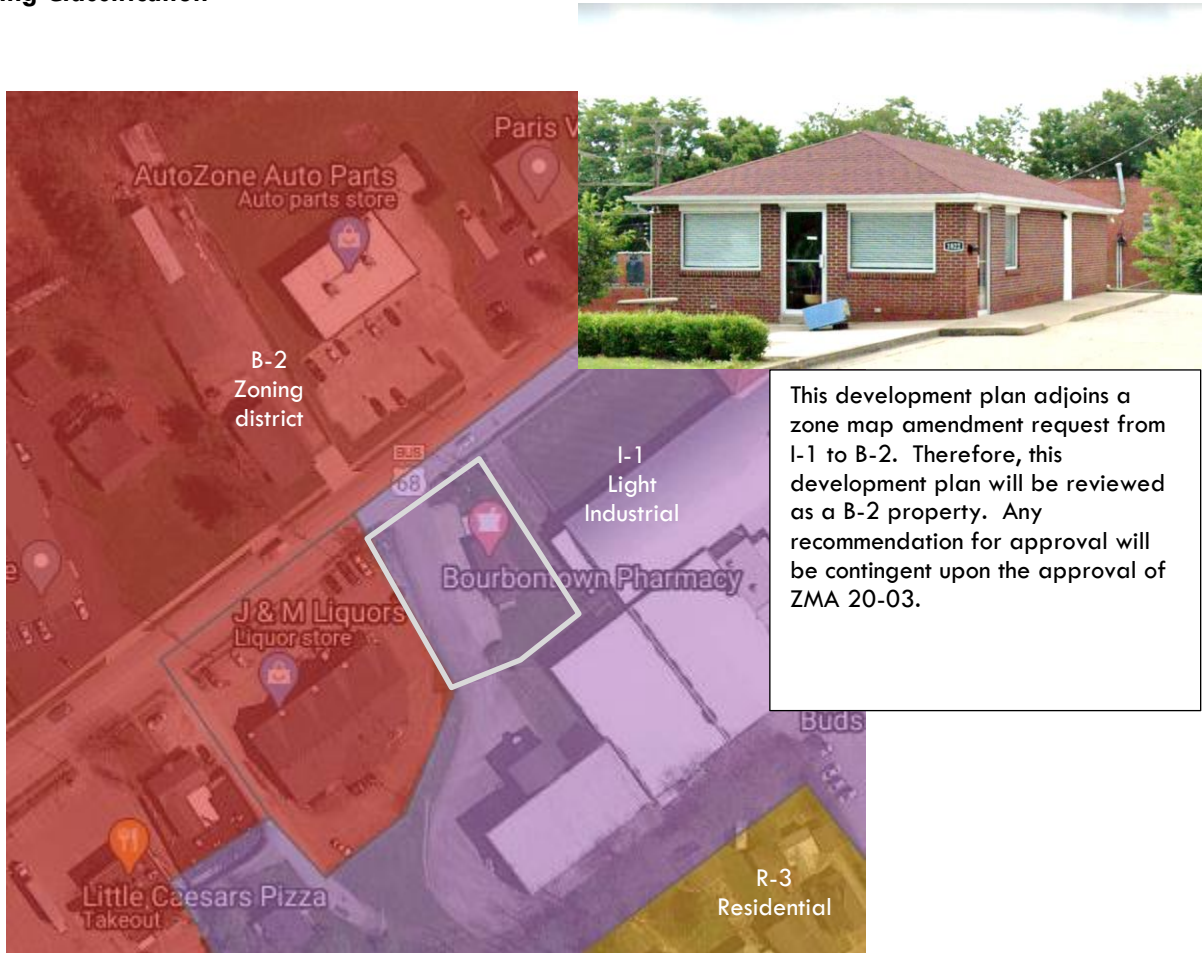 AutoZone Auto Parts
Auto parts store
Paris
B-2
Zoning
district
BUS
68
I-1
Light
Industrial
Bourbontown Pharmacy
J & M Liquors
Liquor store
Little Caesars Pizza
Takeout
R-3
Residential
Buds
1022
This development plan adjoins a
zone map amendment request from
I-1 to B-2.  Therefore, this
development plan will be reviewed
as a B-2 property.  Any
recommendation for approval will
be contingent upon the approval of
ZMA 20-03.